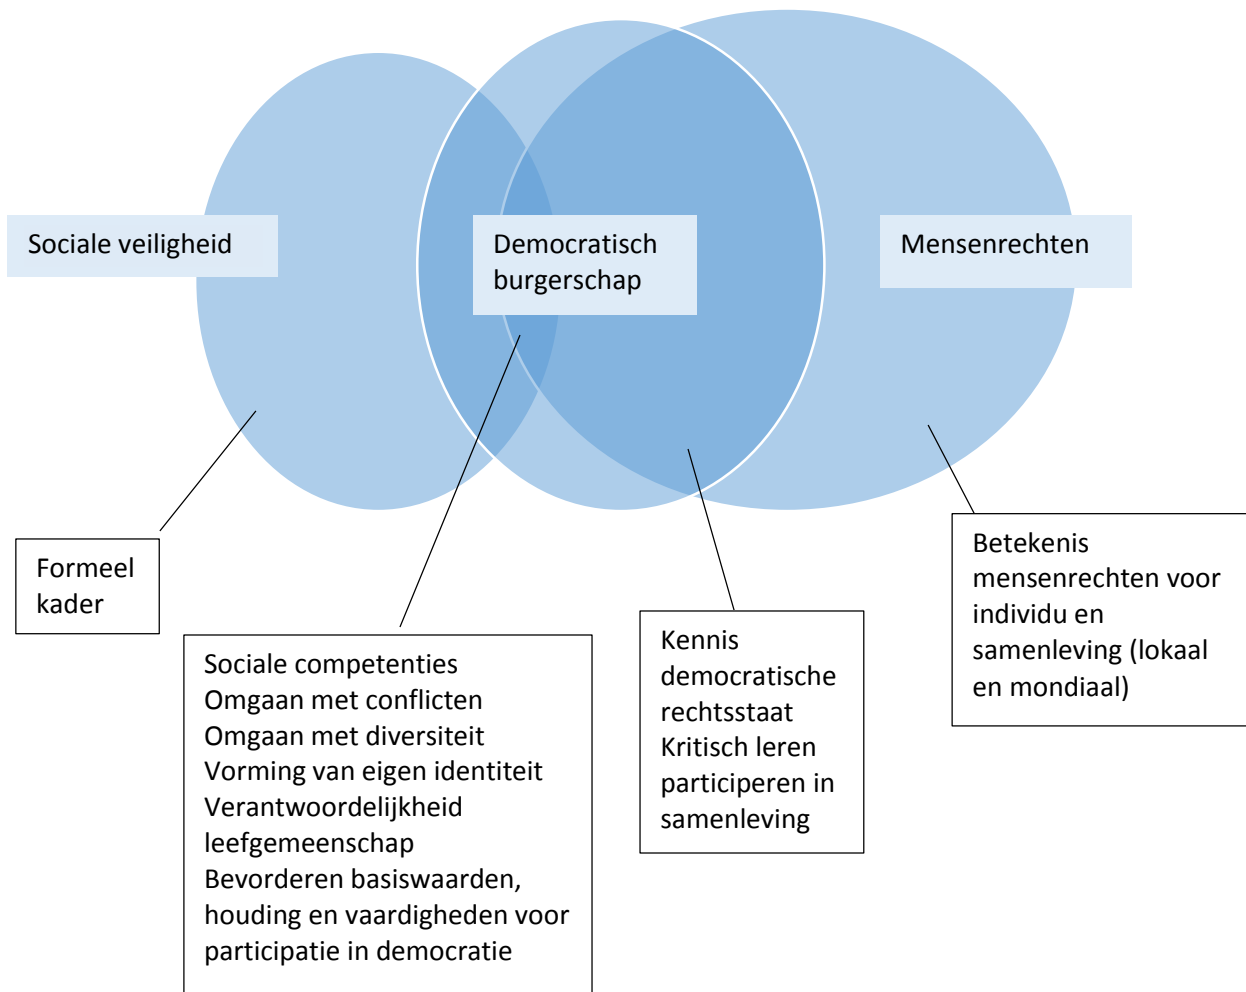 Sociale veiligheid
Democratisch
burgerschap
Mensenrechten
Formeel
kader
Sociale competenties
Omgaan met conflicten
Omgaan met diversiteit
Vorming van eigen identiteit
Verantwoordelijkheid
leefgemeenschap
Bevorderen basiswaarden,
houding en vaardigheden voor
participatie in democratie
Kennis
democratische
rechtsstaat
Kritisch leren
participeren in
samenleving
Betekenis
mensenrechten voor
individu en
samenleving (lokaal
en mondiaal)